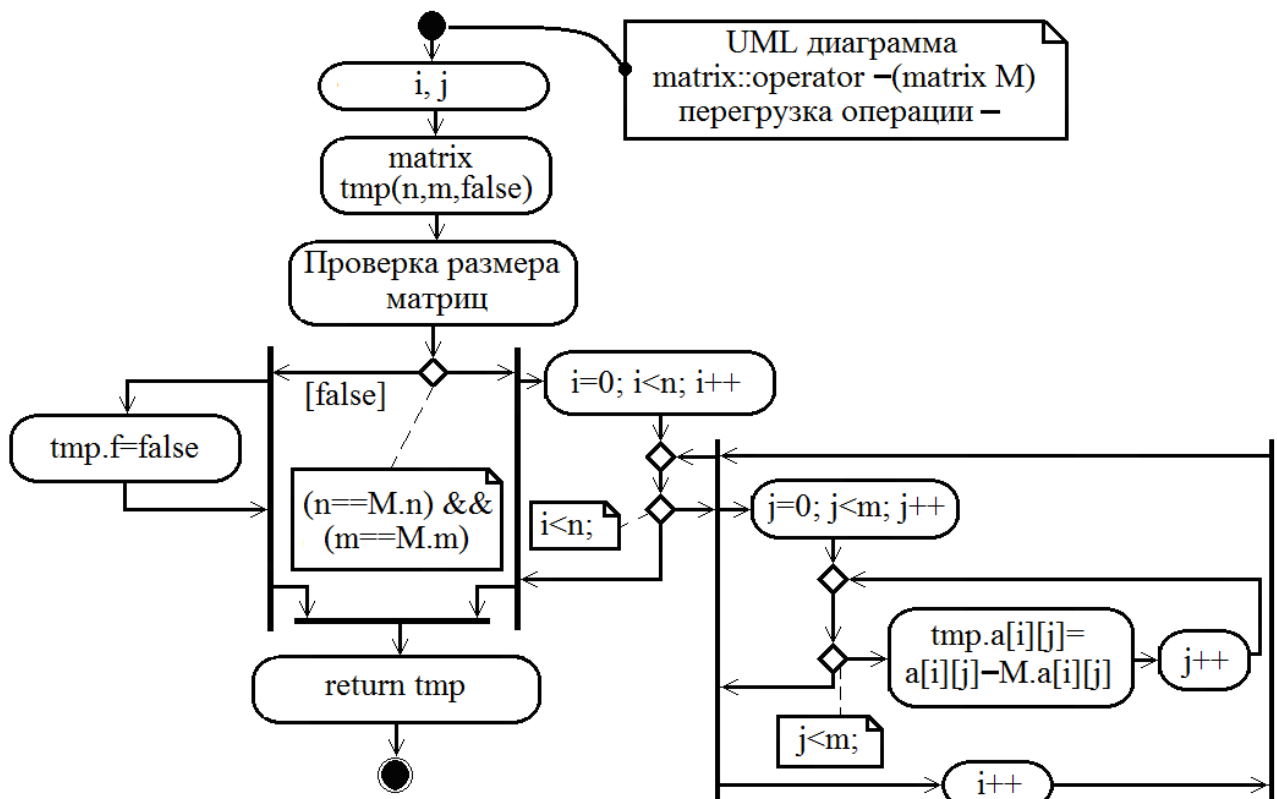 UML диаграмма
matrix::operator −(matrix M)
перегрузка операции −
i, j
matrix
tmp(n,m,false)
Проверка размера
матриц
[false]
i=0; i<n; i++
tmp.f=false
(n==M.n) &&
(m==M.m)
i<n;
j=0; j<m; j++
tmp.a[i][j]=
a[i][j]−M.a[i][j]
j++
return tmp
j<m;
i++